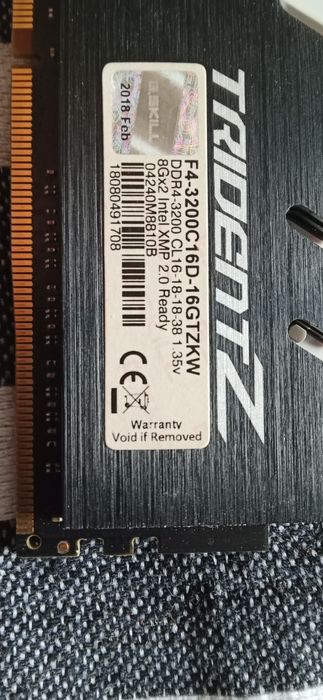 TRIDENTZ
G.SKILL
2018 Feb
F4-3200C16D-16GTZKW
DDR4-3200 CL16-18-18-38 1.35v
8Gx2 Intel XMP 2.0 Ready
04240M8810B
18080491708
CE
Warranty
Void if Removed